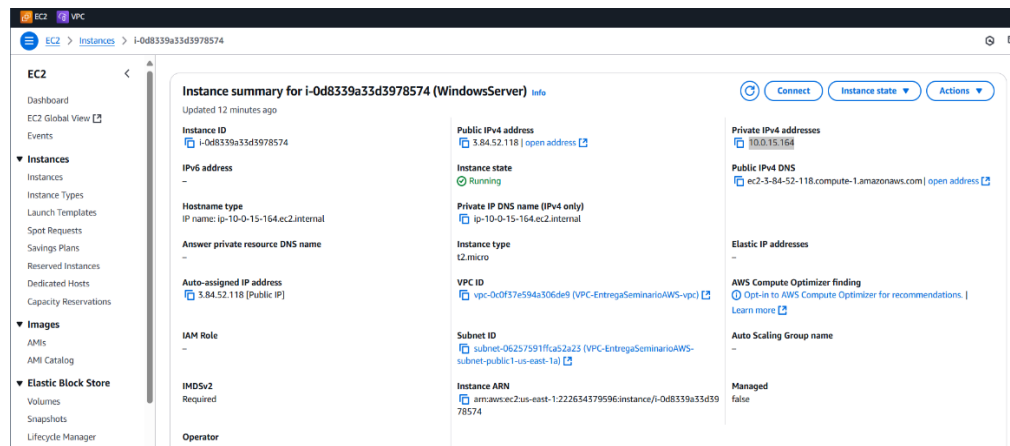 EC2 VPC
EC2 > Instances > i-0d8339a33d3978574
EC2
Dashboard
EC2 Global View
Events
Instances
Instances
Instance Types
Launch Templates
Spot Requests
Savings Plans
Reserved Instances
Dedicated Hosts
Capacity Reservations
Images
AMIs
AMI Catalog
Elastic Block Store
Volumes
Snapshots
Lifecycle Manager
Instance summary for i-0d8339a33d3978574 (WindowsServer) Info
Updated 12 minutes ago
Connect
Instance state
Actions
Instance ID
i-0d8339a33d3978574
Public IPv4 address
3.84.52.118 | open address
Private IPv4 addresses
10.0.15.164
IPv6 address
–
Instance state
Running
Public IPv4 DNS
ec2-3-84-52-118.compute-1.amazonaws.com | open address
Hostname type
IP name: ip-10-0-15-164.ec2.internal
Private IP DNS name (IPv4 only)
ip-10-0-15-164.ec2.internal
Answer private resource DNS name
–
Instance type
t2.micro
Elastic IP addresses
–
Auto-assigned IP address
3.84.52.118 [Public IP]
VPC ID
vpc-0c0f37e594a306de9 (VPC-EntregaSeminarioAWS-vpc)
AWS Compute Optimizer finding
Opt-in to AWS Compute Optimizer for recommendations. |
Learn more
IAM Role
–
Subnet ID
subnet-06257591ffca52a23 (VPC-EntregaSeminarioAWS-
subnet-public1-us-east-1a)
Auto Scaling Group name
–
IMDSv2
Required
Instance ARN
arn:aws:ec2:us-east-1:222634379596:instance/i-0d8339a33d39
78574
Managed
false
Operator